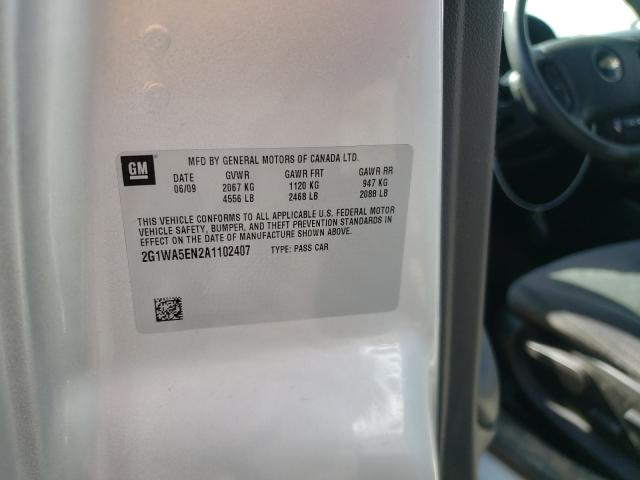 GM
MFD BY GENERAL MOTORS OF CANADA LTD.
DATE GVWR GAWR FRT GAWR RR
06/09 2067 KG 1120 KG 947 KG
4556 LB 2468 LB 2088 LB
THIS VEHICLE CONFORMS TO ALL APPLICABLE U.S. FEDERAL MOTOR
VEHICLE SAFETY, BUMPER, AND THEFT PREVENTION STANDARDS IN
EFFECT ON THE DATE OF MANUFACTURE SHOWN ABOVE.
2G1WA5EN2A1102407 TYPE: PASS CAR